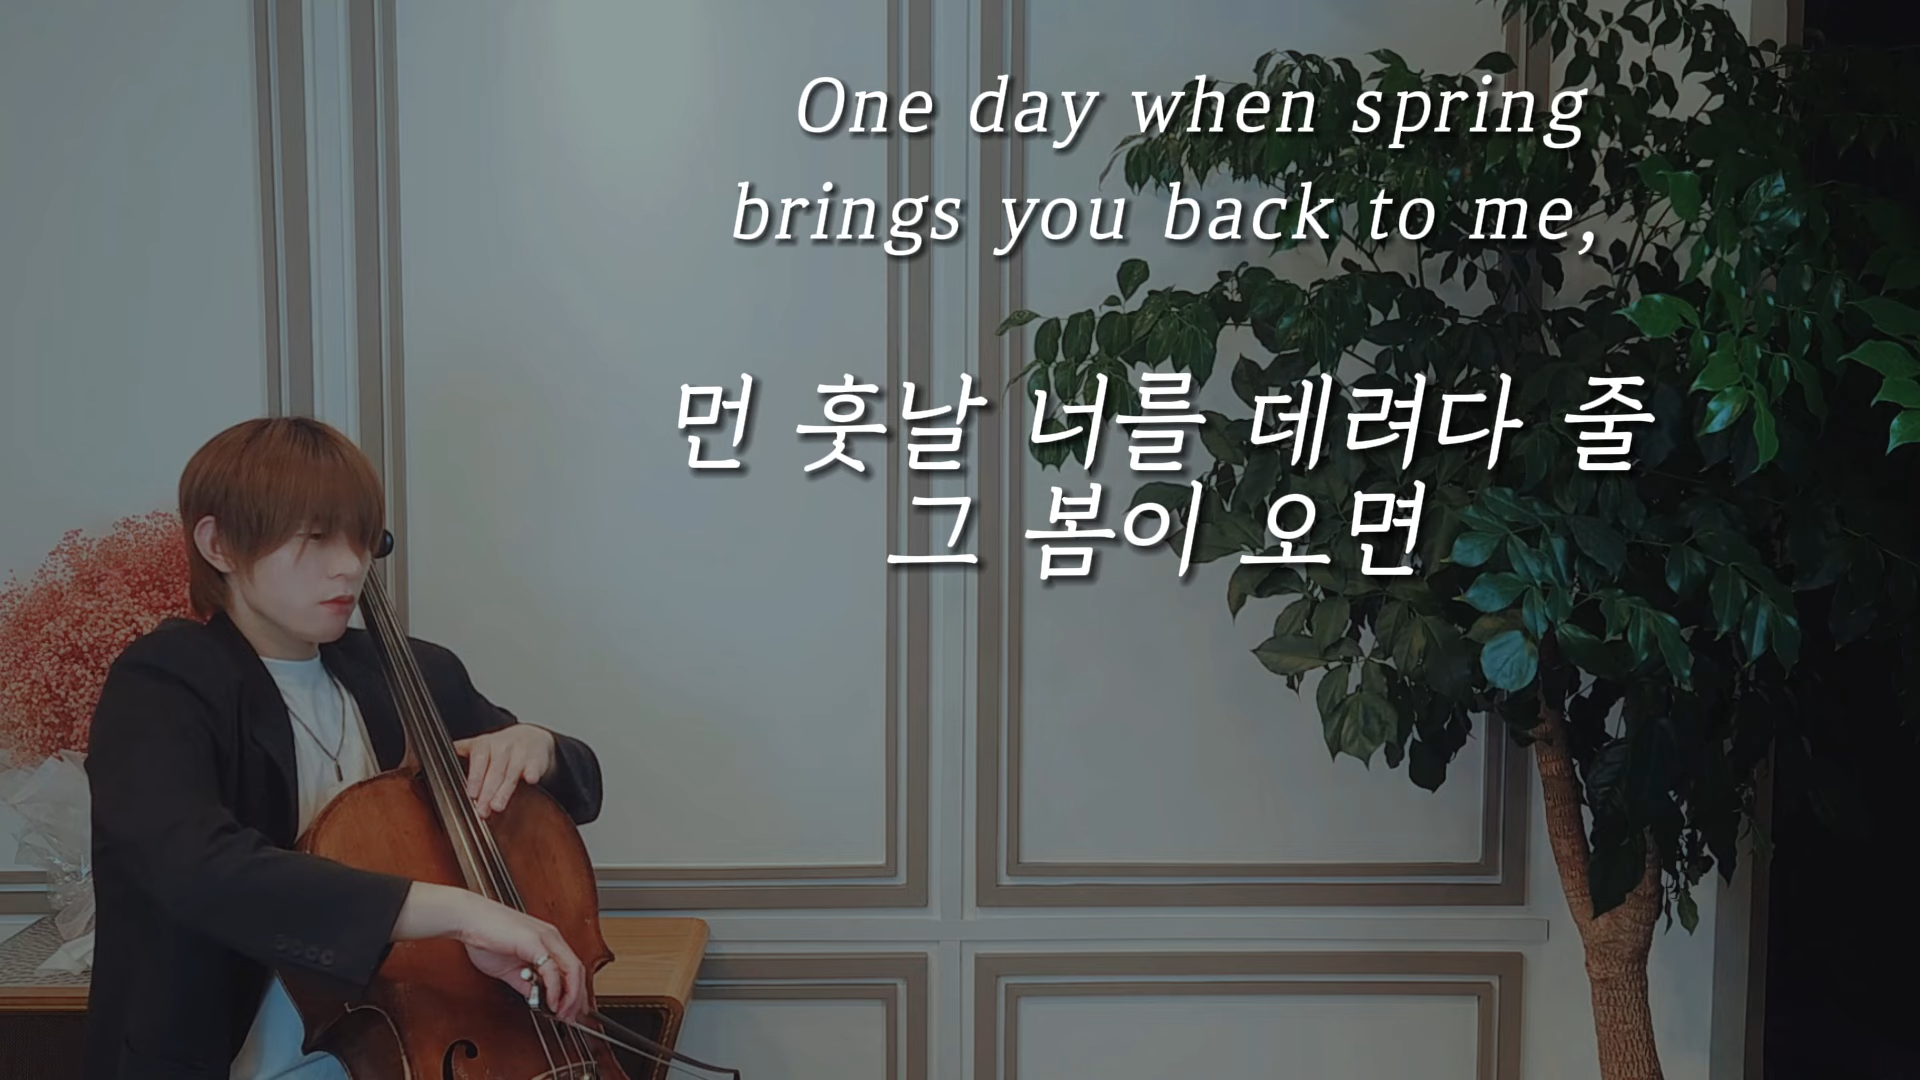 One day when spring
brings you back to me,
먼 훗날 너를 데려다 줄
그 봄이 오면